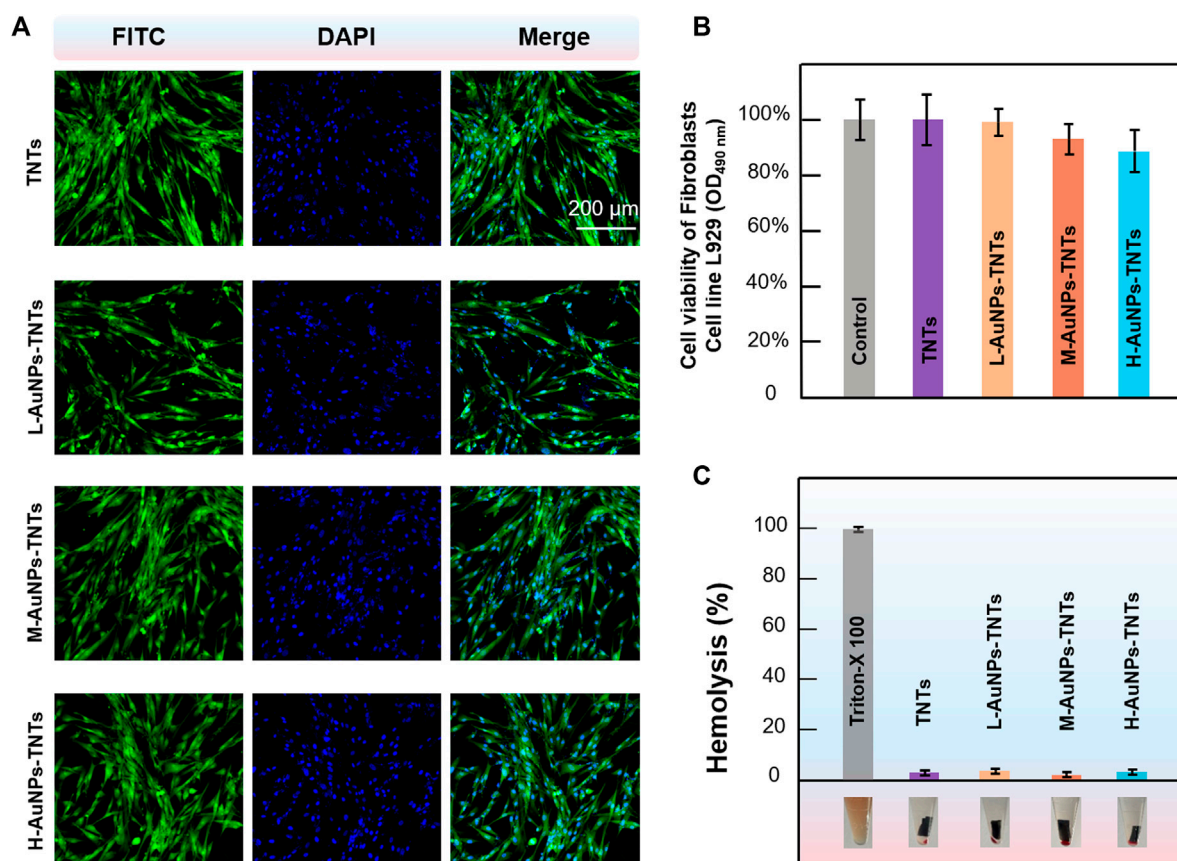 A
FITC DAPI Merge
TNTs
200 μm
L-AuNPs-TNTs
M-AuNPs-TNTs
H-AuNPs-TNTs
B
Cell viability of Fibroblasts
Cell line L929 (OD490 nm)
100%
80%
60%
40%
20%
0
Control
TNTs
L-AuNPs-TNTs
M-AuNPs-TNTs
H-AuNPs-TNTs
C
Hemolysis (%)
100
80
60
40
20
0
Triton-X 100
TNTs
L-AuNPs-TNTs
M-AuNPs-TNTs
H-AuNPs-TNTs